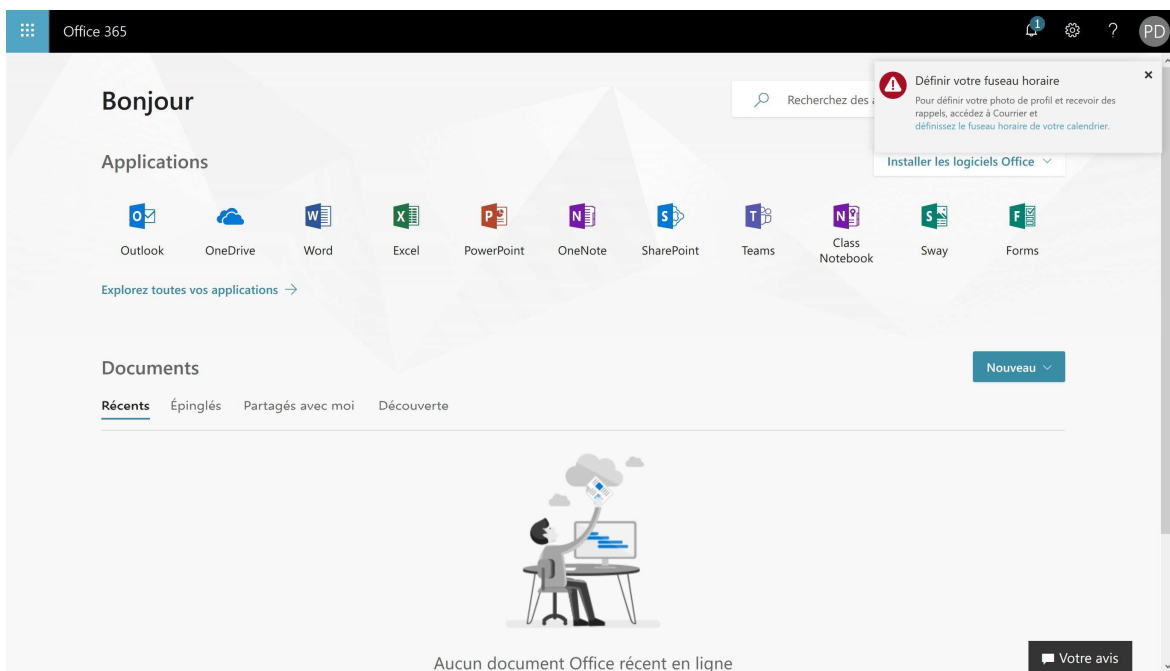 Office 365
1
?
PD
Bonjour
Recherchez des
Définir votre fuseau horaire
Pour définir votre photo de profil et recevoir des
rappels, accédez à Courrier et
définissez le fuseau horaire de votre calendrier.
Applications
Installer les logiciels Office
Outlook
OneDrive
Word
Excel
PowerPoint
OneNote
SharePoint
Teams
Class
Notebook
Sway
Forms
Explorez toutes vos applications →
Documents
Nouveau
Récents Épinglés Partagés avec moi Découverte
Aucun document Office récent en ligne
Votre avis